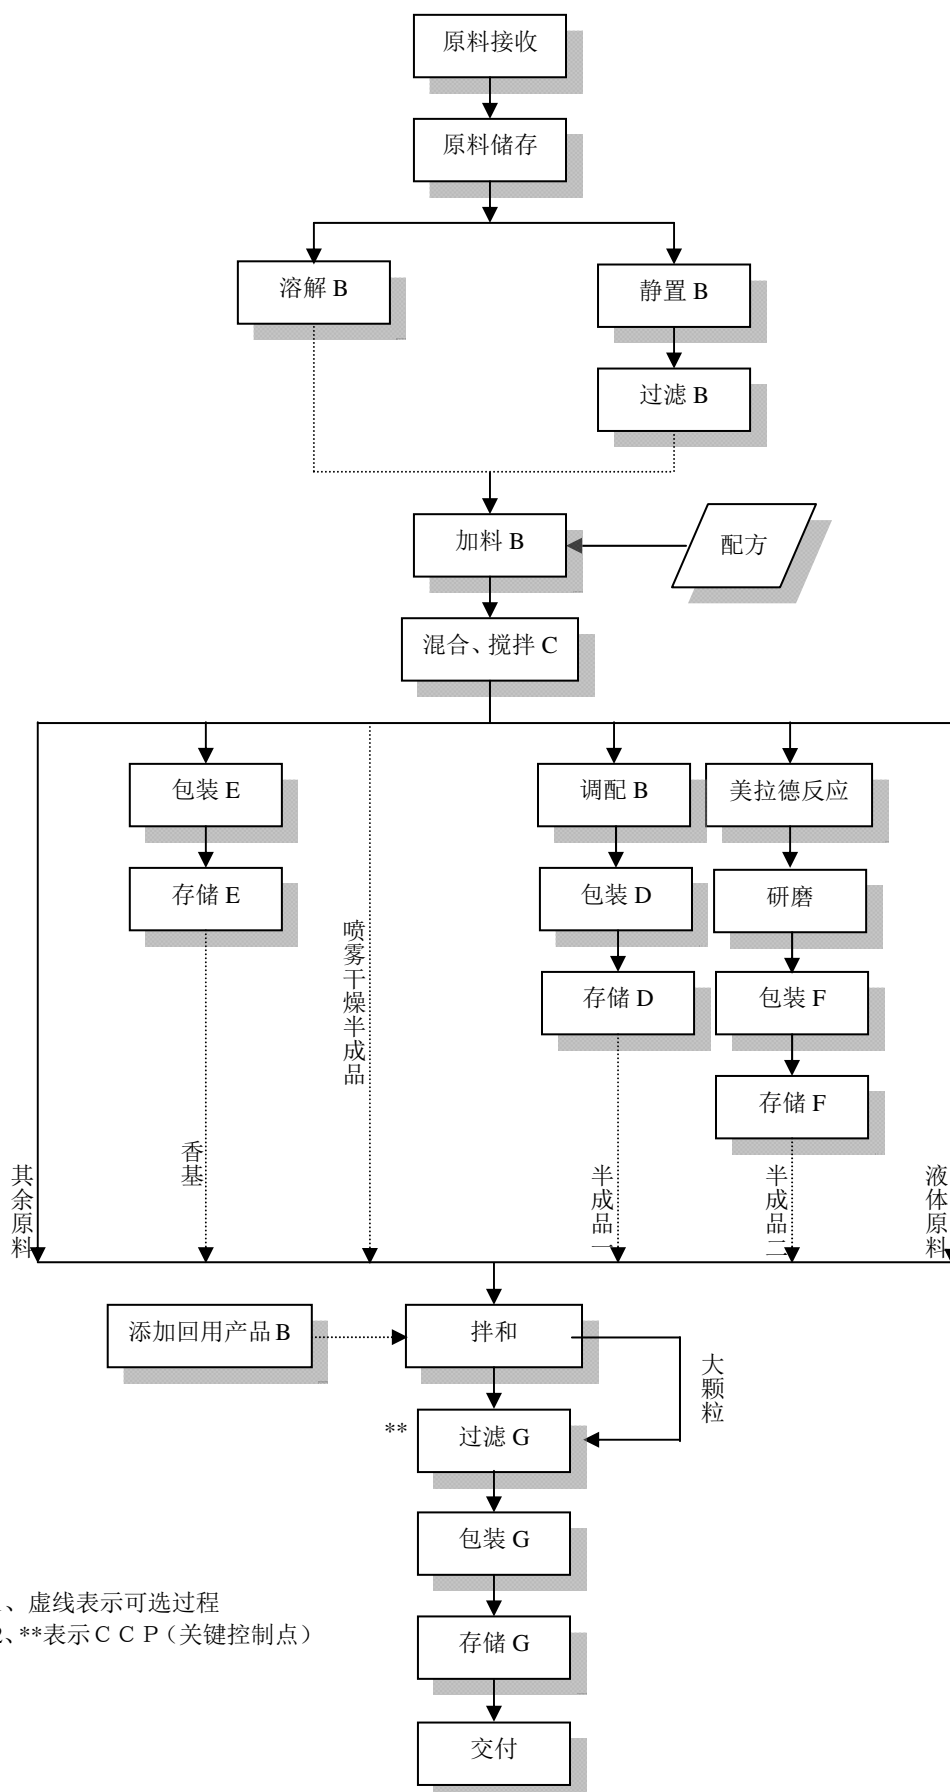 原料接收
原料储存
溶解 B
静置 B
过滤 B
加料 B
配方
混合、搅拌 C
包装 E
调配 B
美拉德反应
存储 E
包装 D
研磨
存储 D
包装 F
存储 F
其余原料
香基
喷雾干燥半成品
半成品一
半成品二
液体原料
添加回用产品 B
拌和
大颗粒
**
过滤 G
包装 G
、虚线表示可选过程
2、**表示ＣＣＰ（关键控制点）
存储 G
交付